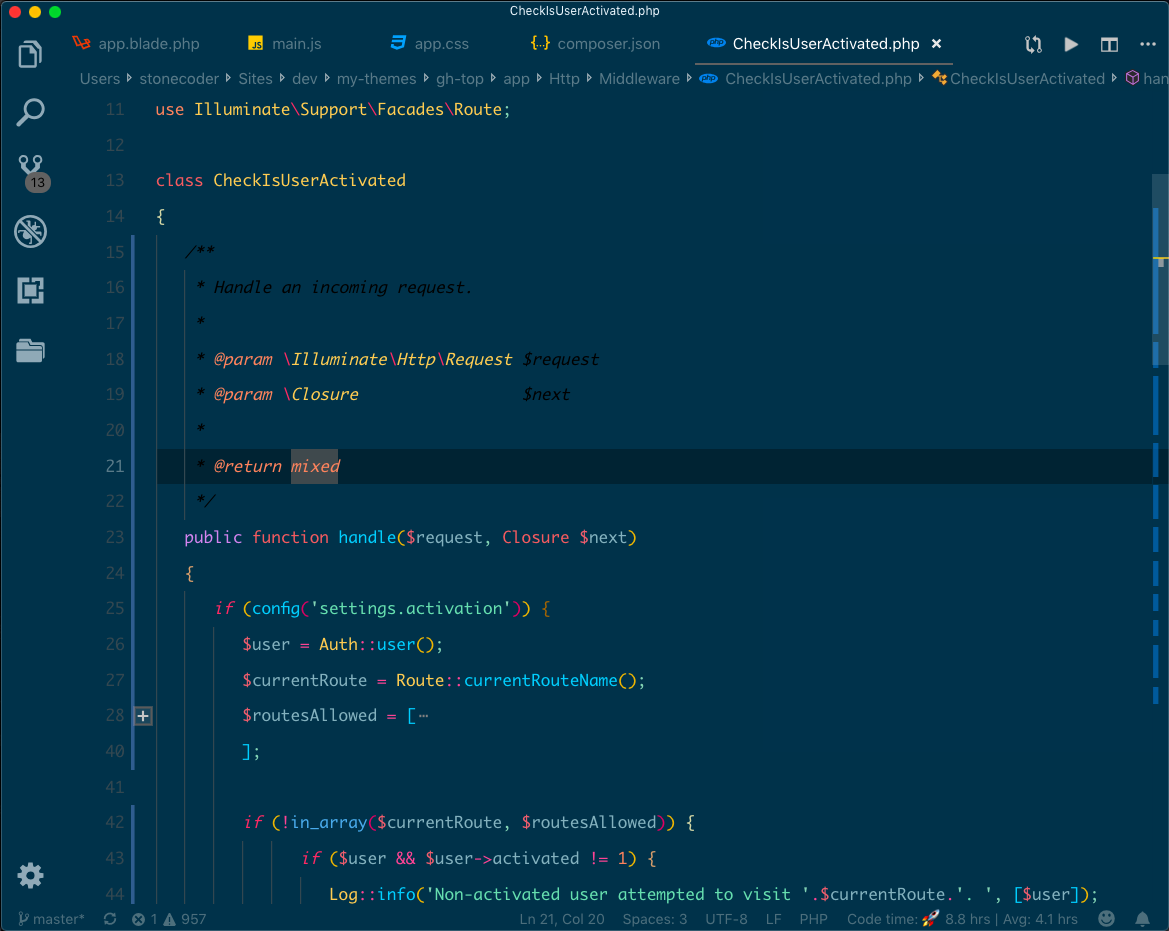 CheckIsUserActivated.php
app.blade.php JS main.js app.css {..} composer.json php CheckIsUserActivated.php ×
Users stonecoder Sites dev my-themes gh-top app Http Middleware php CheckIsUserActivated.php CheckIsUserActivated han
11 use Illuminate\Support\Facades\Route;
12
13 class CheckIsUserActivated
14 {
15 /**
16 * Handle an incoming request.
17 *
18 * @param \Illuminate\Http\Request $request
19 * @param \Closure $next
20 *
21 * @return mixed
22 */
23 public function handle($request, Closure $next)
24 {
25 if (config('settings.activation')) {
26 $user = Auth::user();
27 $currentRoute = Route::currentRouteName();
28 $routesAllowed = [⋯
40 ];
41
42 if (!in_array($currentRoute, $routesAllowed)) {
43 if ($user && $user->activated != 1) {
44 Log::info('Non-activated user attempted to visit '.$currentRoute.'. ', [$user]);
13
master* 1 957 Ln 21, Col 20 Spaces: 3 UTF-8 LF PHP Code time: 🚀 8.8 hrs | Avg: 4.1 hrs